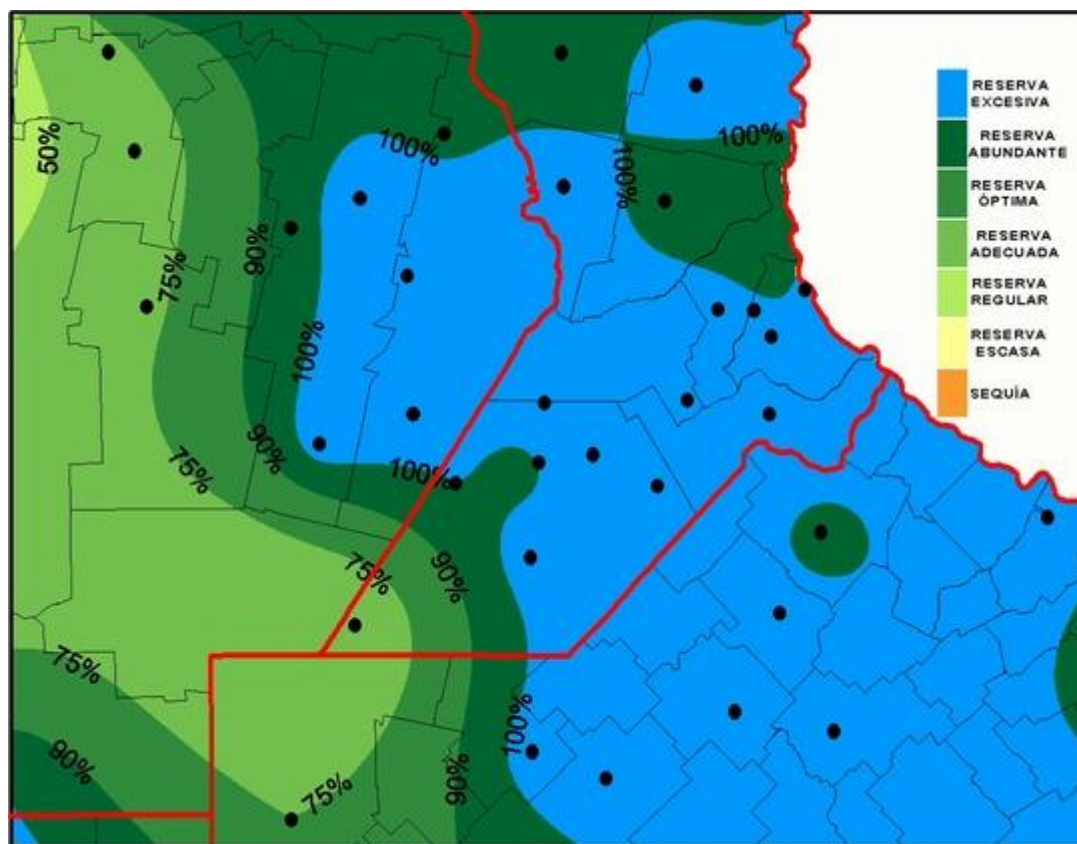 50%
75%
90%
100%
100%
100%
RESERVA
EXCESIVA
RESERVA
ABUNDANTE
RESERVA
ÓPTIMA
RESERVA
ADECUADA
RESERVA
REGULAR
RESERVA
ESCASA
SEQUÌA
100%
90%
75%
100%
75%
90%
75%
90%
100%
75%
90%